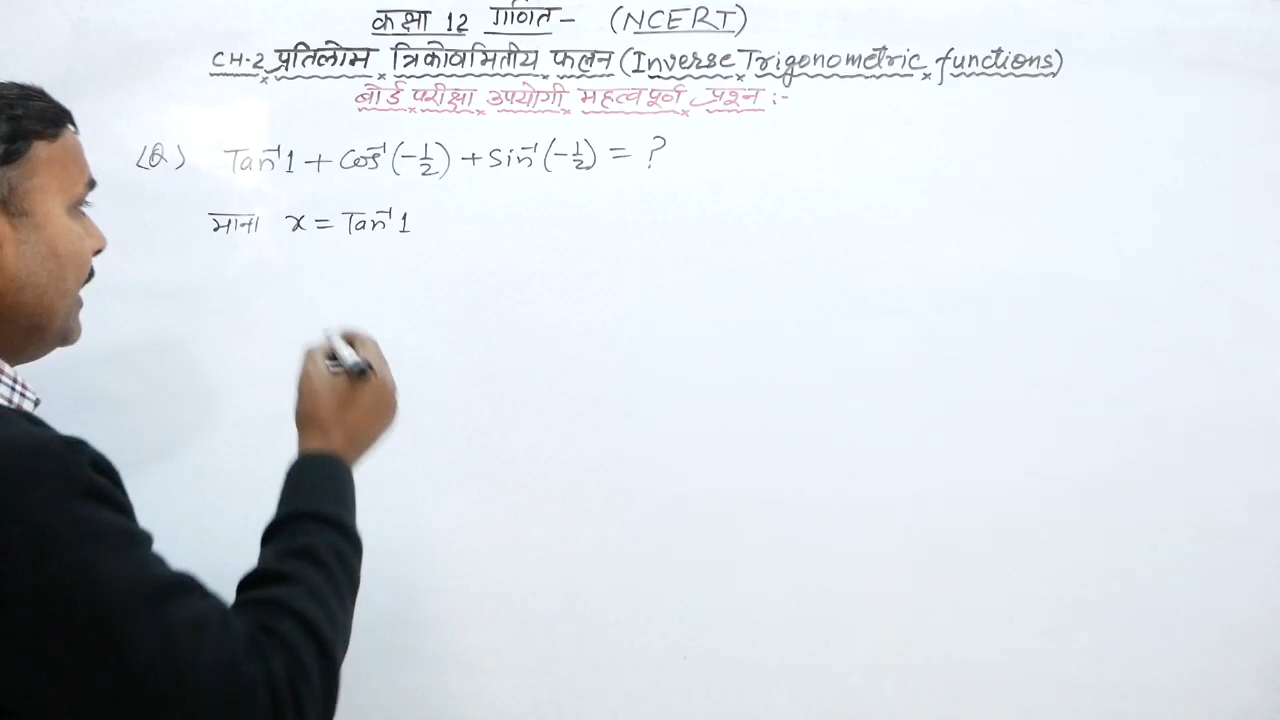 कक्षा 12 गणित - (NCERT)
CH-2 प्रतिलोम त्रिकोणमितीय फलन (Inverse Trigonometric functions)
बोर्ड परीक्षा उपयोगी महत्वपूर्ण प्रश्न :-
(Q) Tan⁻¹1 + Cos⁻¹(-1/2) + Sin⁻¹(-1/2) = ?
माना x = Tan⁻¹1